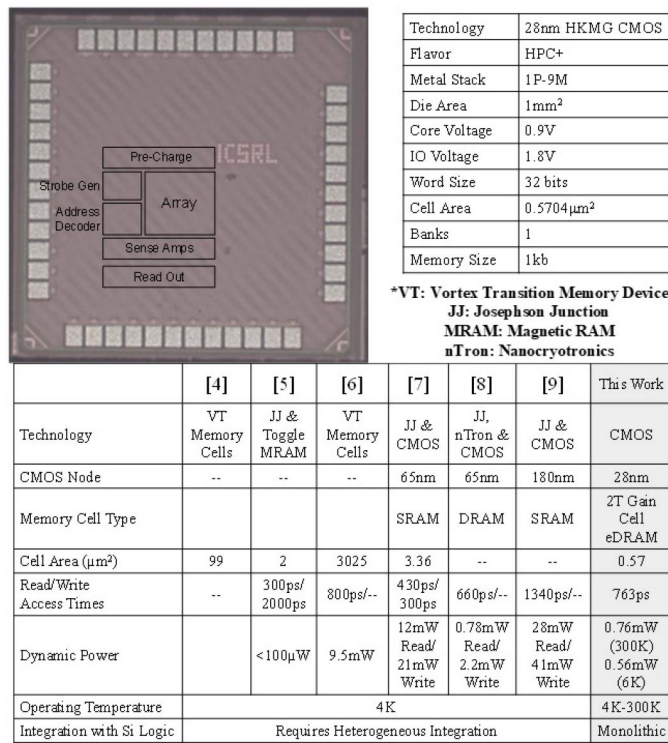 ICSRL
Pre-Charge
Strobe Gen
Address
Decoder
Array
Sense Amps
Read Out
Technology 28nm HKMG CMOS
Flavor HPC+
Metal Stack 1P-9M
Die Area 1mm²
Core Voltage 0.9V
IO Voltage 1.8V
Word Size 32 bits
Cell Area 0.5704μm²
Banks 1
Memory Size 1kb
*VT: Vortex Transition Memory Device
JJ: Josephson Junction
MRAM: Magnetic RAM
nTron: Nanocryotronics
[4] [5] [6] [7] [8] [9] This Work
Technology VT Memory Cells JJ & Toggle MRAM VT Memory Cells JJ & CMOS JJ, nTron & CMOS JJ & CMOS CMOS
CMOS Node -- -- -- 65nm 65nm 180nm 28nm
Memory Cell Type SRAM DRAM SRAM 2T Gain Cell eDRAM
Cell Area (μm²) 99 2 3025 3.36 -- -- 0.57
Read/Write Access Times -- 300ps/ 2000ps 800ps/-- 430ps/ 300ps 660ps/-- 1340ps/-- 763ps
Dynamic Power <100μW 9.5mW 12mW Read/ 21mW Write 0.78mW Read/ 2.2mW Write 28mW Read/ 41mW Write 0.76mW (300K) 0.56mW (6K)
Operating Temperature 4K 4K-300K
Integration with Si Logic Requires Heterogeneous Integration Monolithic